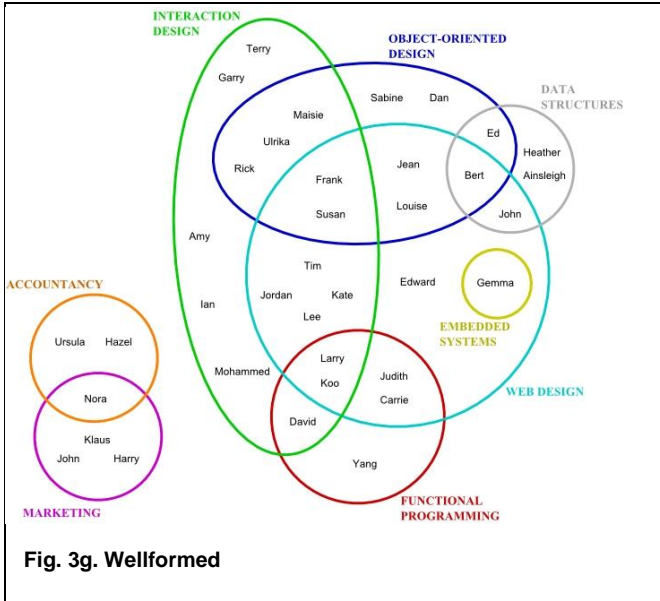 INTERACTION
DESIGN
Terry
Garry
OBJECT-ORIENTED
DESIGN
Sabine Dan
DATA
STRUCTURES
Maisie
Ulrika
Rick
Ed
Heather
Ainsleigh
Jean
Bert
Frank
Susan
Louise
John
Amy
Tim
Jordan Kate
Lee
Edward
Gemma
EMBEDDED
SYSTEMS
Ian
ACCOUNTANCY
Ursula Hazel
Mohammed
Larry
Koo
Judith
Carrie
WEB DESIGN
Nora
David
Klaus
John Harry
Yang
MARKETING
FUNCTIONAL
PROGRAMMING
Fig. 3g. Wellformed